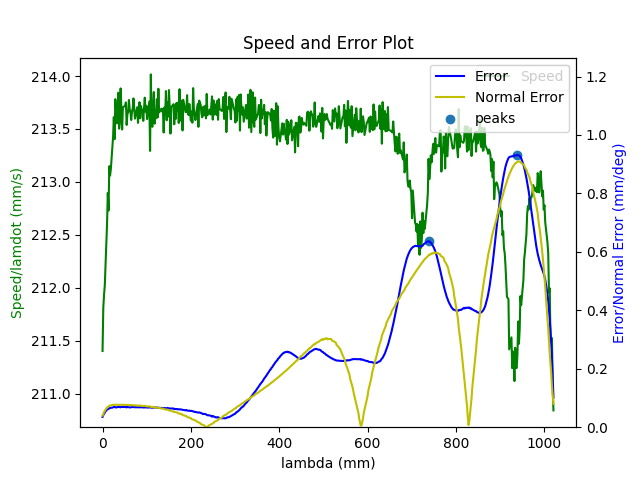 Speed and Error Plot
214.0
213.5
213.0
212.5
212.0
211.5
211.0
Speed/lamdot (mm/s)
1.2
1.0
0.8
0.6
0.4
0.2
0.0
Error/Normal Error (mm/deg)
Error Speed
Normal Error
peaks
0 200 400 600 800 1000
lambda (mm)